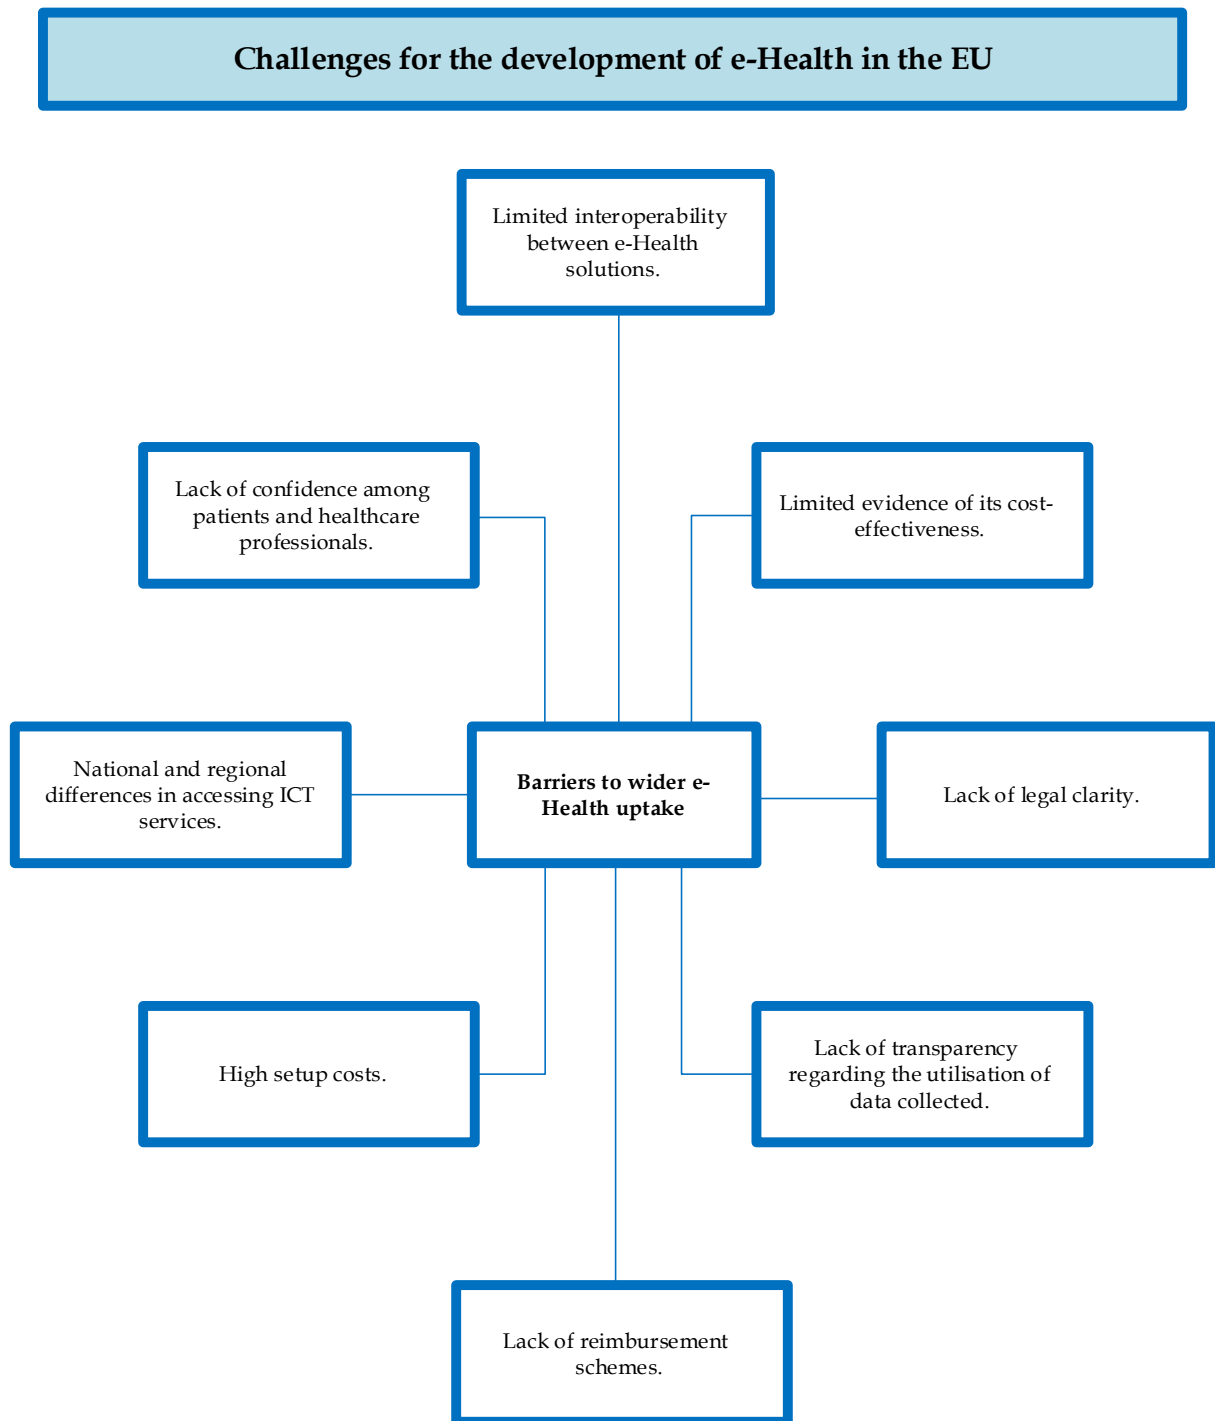 Challenges for the development of e-Health in the EU
Limited interoperability
between e-Health
solutions.
Lack of confidence among
patients and healthcare
professionals.
Limited evidence of its cost-
effectiveness.
National and regional
differences in accessing ICT
services.
Barriers to wider e-
Health uptake
Lack of legal clarity.
High setup costs.
Lack of transparency
regarding the utilisation of
data collected.
Lack of reimbursement
schemes.